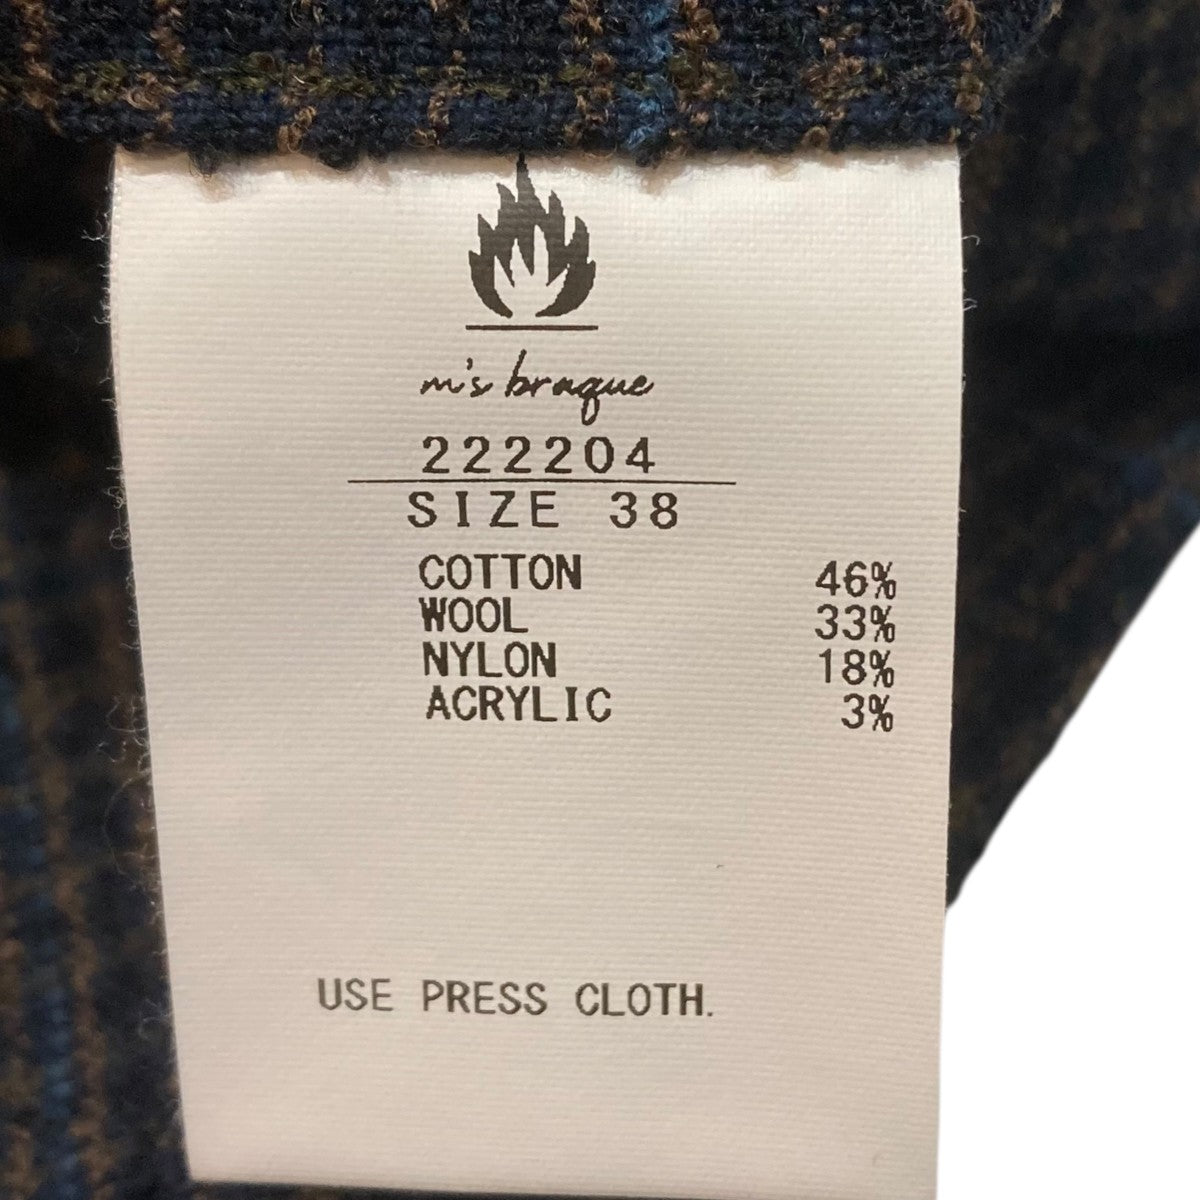 m's braque
222204
SIZE 38
COTTON 46%
WOOL 33%
NYLON 18%
ACRYLIC 3%
USE PRESS CLOTH.